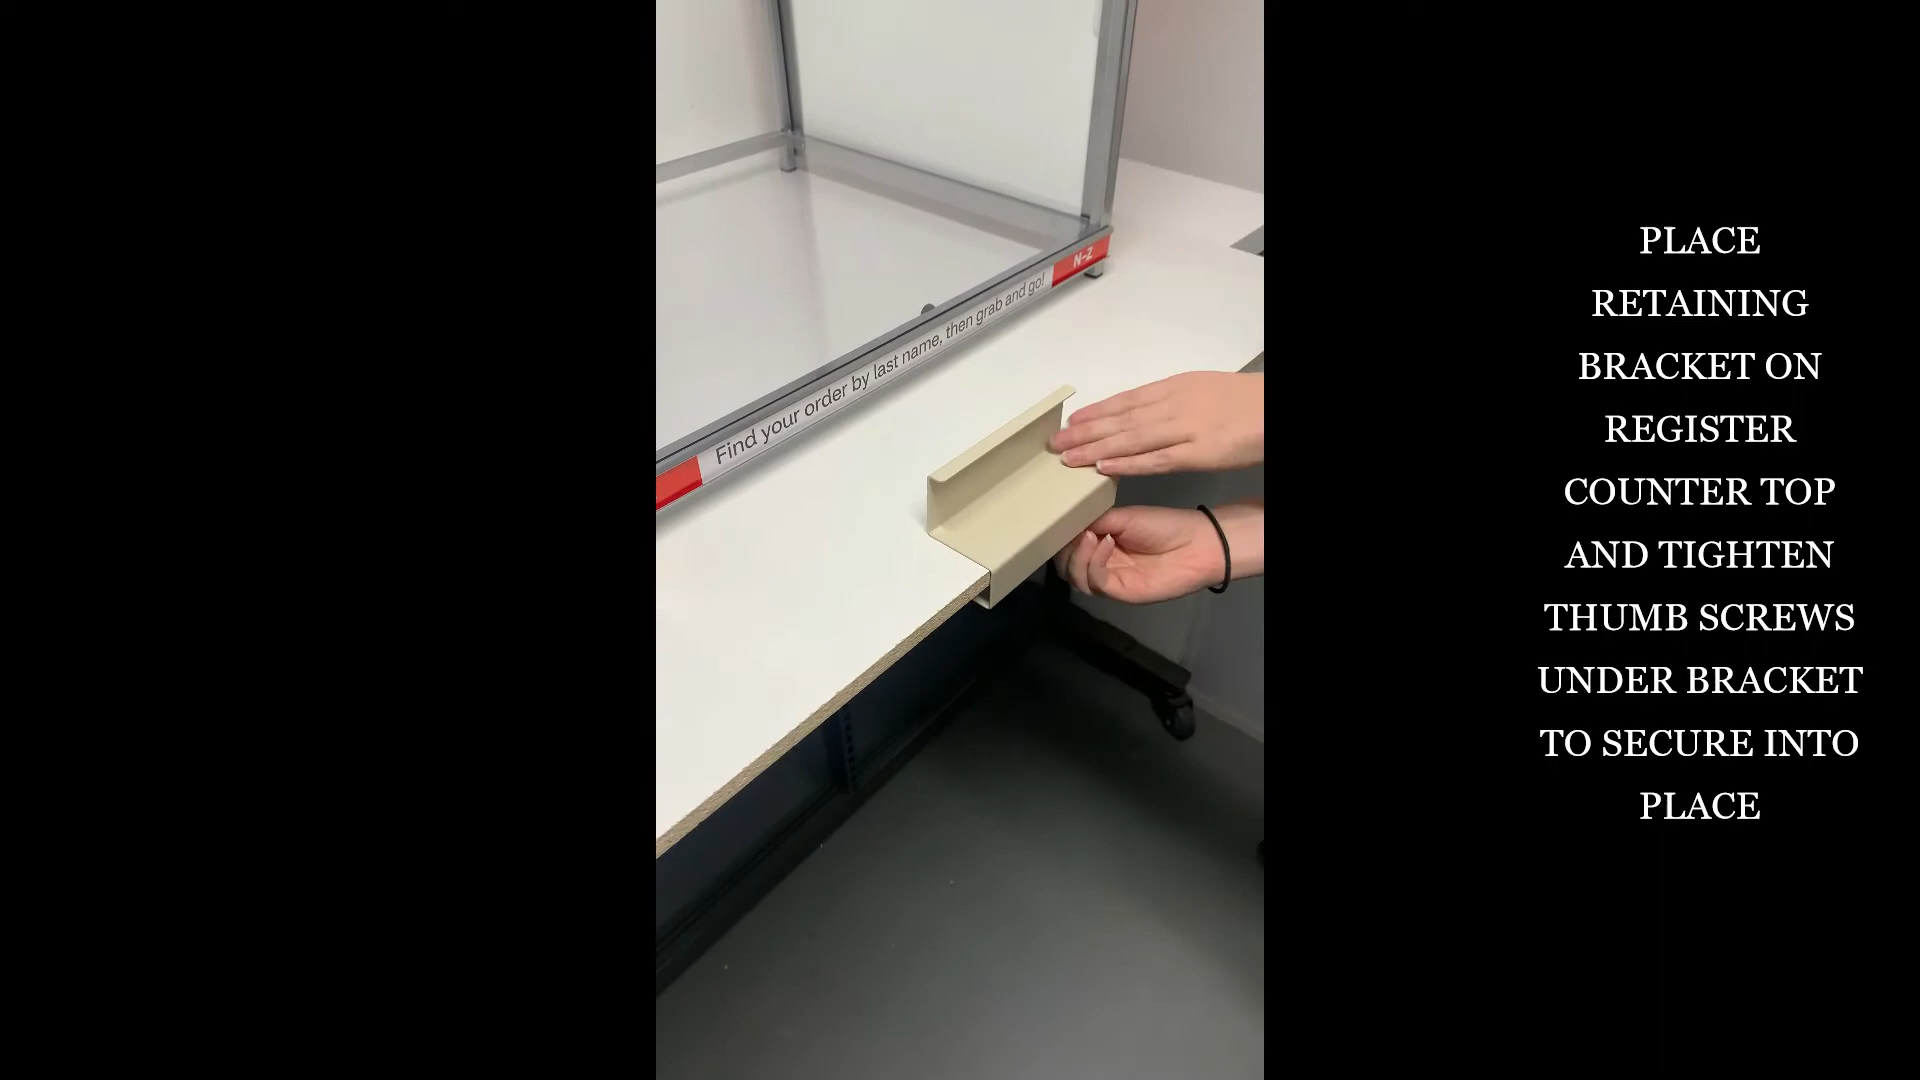 N-Z
Find your order by last name, then grab and go!
PLACE
RETAINING
BRACKET ON
REGISTER
COUNTER TOP
AND TIGHTEN
THUMB SCREWS
UNDER BRACKET
TO SECURE INTO
PLACE